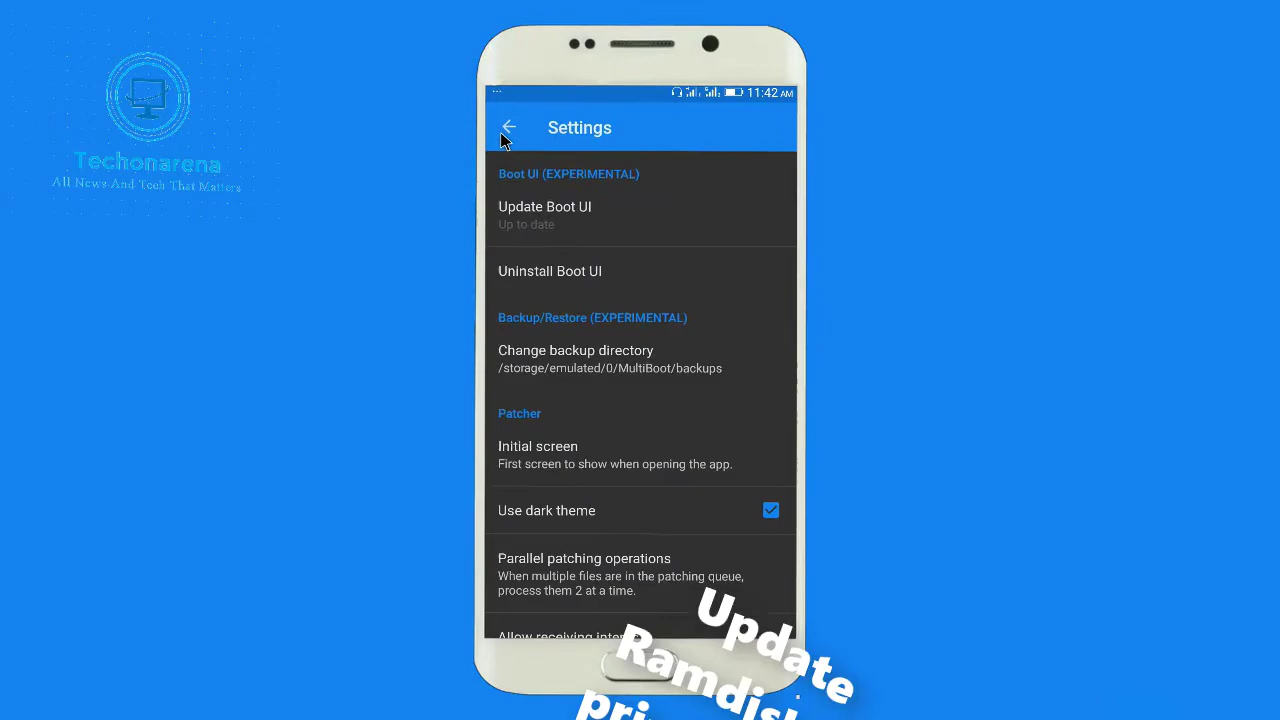 Techonarena
All News And Tech That Matters
11:42 AM
Settings
Boot UI (EXPERIMENTAL)
Update Boot UI
Up to date
Uninstall Boot UI
Backup/Restore (EXPERIMENTAL)
Change backup directory
/storage/emulated/0/MultiBoot/backups
Patcher
Initial screen
First screen to show when opening the app.
Use dark theme
Parallel patching operations
When multiple files are in the patching queue,
process them 2 at a time.
Allow receiving
Update